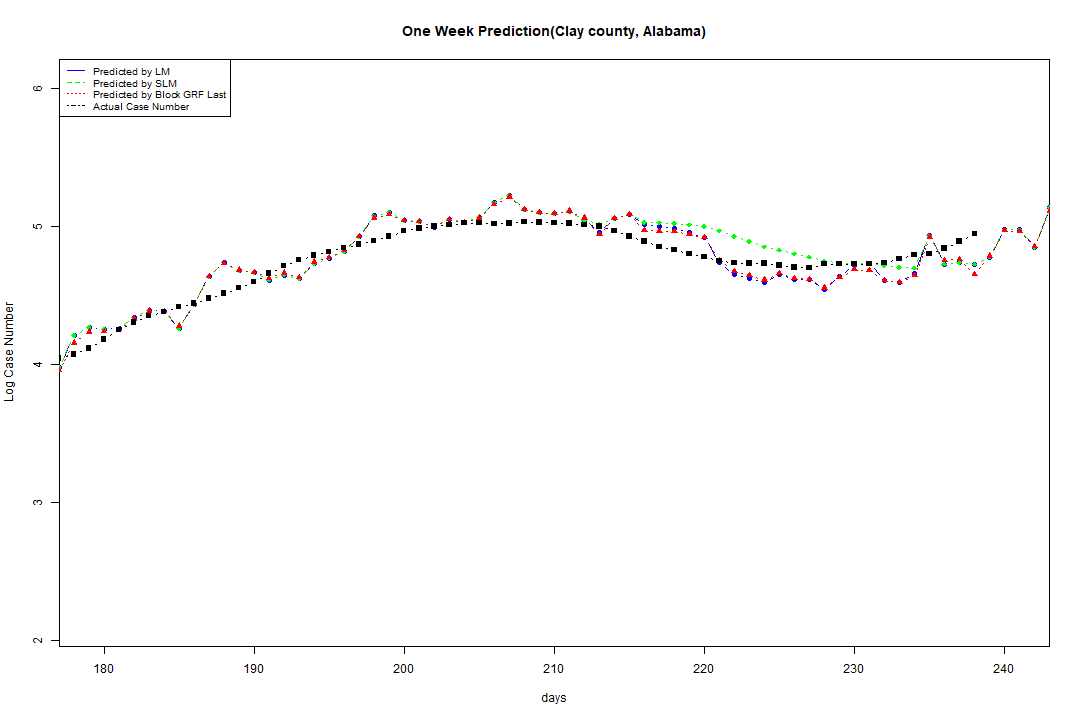 One Week Prediction(Clay county, Alabama)
Predicted by LM
Predicted by SLM
Predicted by Block GRF Last
Actual Case Number
6
5
4
3
2
Log Case Number
180 190 200 210 220 230 240
days